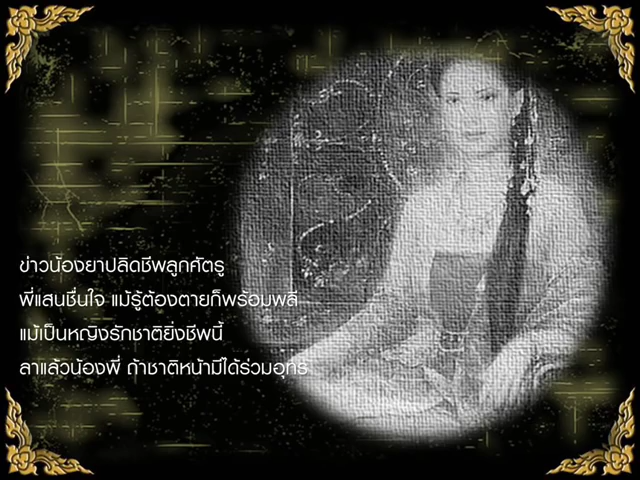 ข่าวน้องยาปลิดชีพลูกศัตรู
พี่แสนชื่นใจ แม้รู้ต้องตายก็พร้อมพลี
แม้เป็นหญิงรักชาติยิ่งชีพนี้
ลาแล้วน้องพี่ ถ้าชาติหน้ามีได้ร่วมอุทร